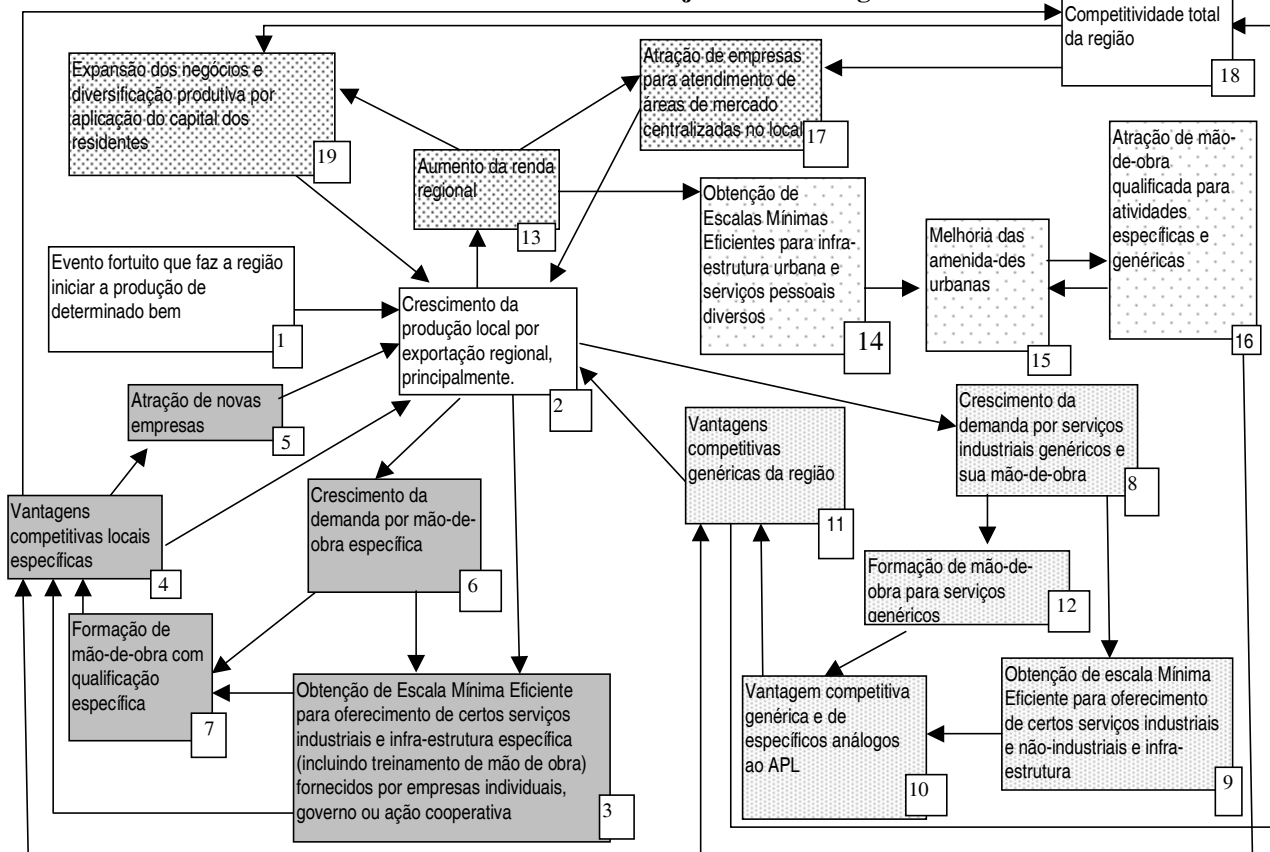 Competitividade total
da região
18
Expansão dos negócios e
diversificação produtiva por
aplicação do capital dos
residentes
19
Atração de empresas
para atendimento de
áreas de mercado
centralizadas no local
17
Aumento da renda
regional
13
Obtenção de
Escalas Mínimas
Eficientes para infra-
estrutura urbana e
serviços pessoais
diversos
14
Melhoria das
amenida-des
urbanas
15
Atração de mão-
de-obra
qualificada para
atividades
específicas e
genéricas
16
Evento fortuito que faz a região
iniciar a produção de
determinado bem
1
Crescimento da
produção local por
exportação regional,
principalmente.
2
Atração de novas
empresas
5
Vantagens
competitivas locais
específicas
4
Crescimento da
demanda por mão-de-
obra específica
6
Formação de
mão-de-obra com
qualificação
específica
7
Obtenção de Escala Mínima Eficiente
para oferecimento de certos serviços
industriais e infra-estrutura específica
(incluindo treinamento de mão de obra)
fornecidos por empresas individuais,
governo ou ação cooperativa
3
Vantagens
competitivas
genéricas da região
11
Crescimento da
demanda por serviços
industriais genéricos e
sua mão-de-obra
8
Formação de mão-de-
obra para serviços
genéricos
12
Vantagem competitiva
genérica e de
específicos análogos
ao APL
10
Obtenção de escala Mínima
Eficiente para oferecimento
de certos serviços industriais
e não-industriais e infra-
estrutura
9